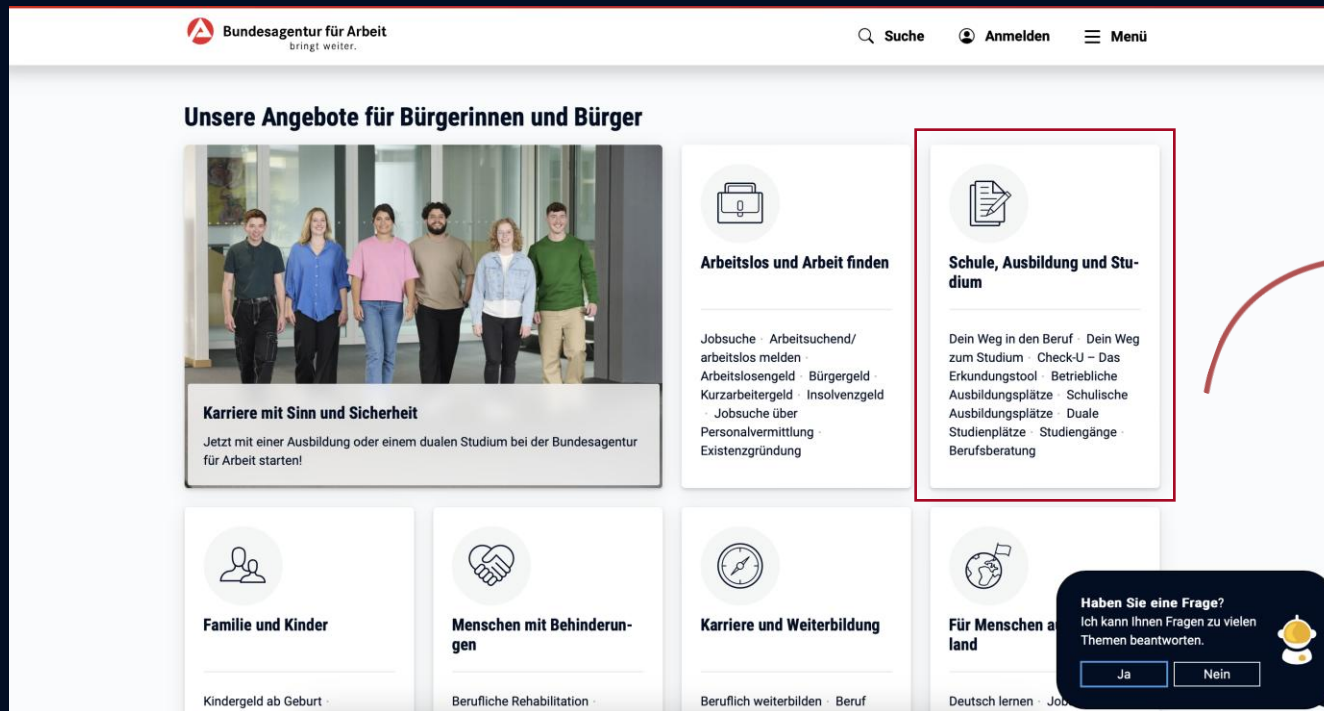 Bundesagentur für Arbeit
bringt weiter.
Suche
Anmelden
Menü
Unsere Angebote für Bürgerinnen und Bürger
Karriere mit Sinn und Sicherheit
Jetzt mit einer Ausbildung oder einem dualen Studium bei der Bundesagentur
für Arbeit starten!
Arbeitslos und Arbeit finden
Jobsuche · Arbeitsuchend/
arbeitslos melden ·
Arbeitslosengeld · Bürgergeld ·
Kurzarbeitergeld · Insolvenzgeld
· Jobsuche über
Personalvermittlung ·
Existenzgründung
Schule, Ausbildung und Stu-
dium
Dein Weg in den Beruf · Dein Weg
zum Studium · Check-U – Das
Erkundungstool · Betriebliche
Ausbildungsplätze · Schulische
Ausbildungsplätze · Duale
Studienplätze · Studiengänge ·
Berufsberatung
Familie und Kinder
Kindergeld ab Geburt ·
Menschen mit Behinderun-
gen
Berufliche Rehabilitation ·
Karriere und Weiterbildung
Beruflich weiterbilden · Beruf
Für Menschen
land
Deutsch lernen ·
Haben Sie eine Frage?
Ich kann Ihnen Fragen zu vielen
Themen beantworten.
Ja
Nein